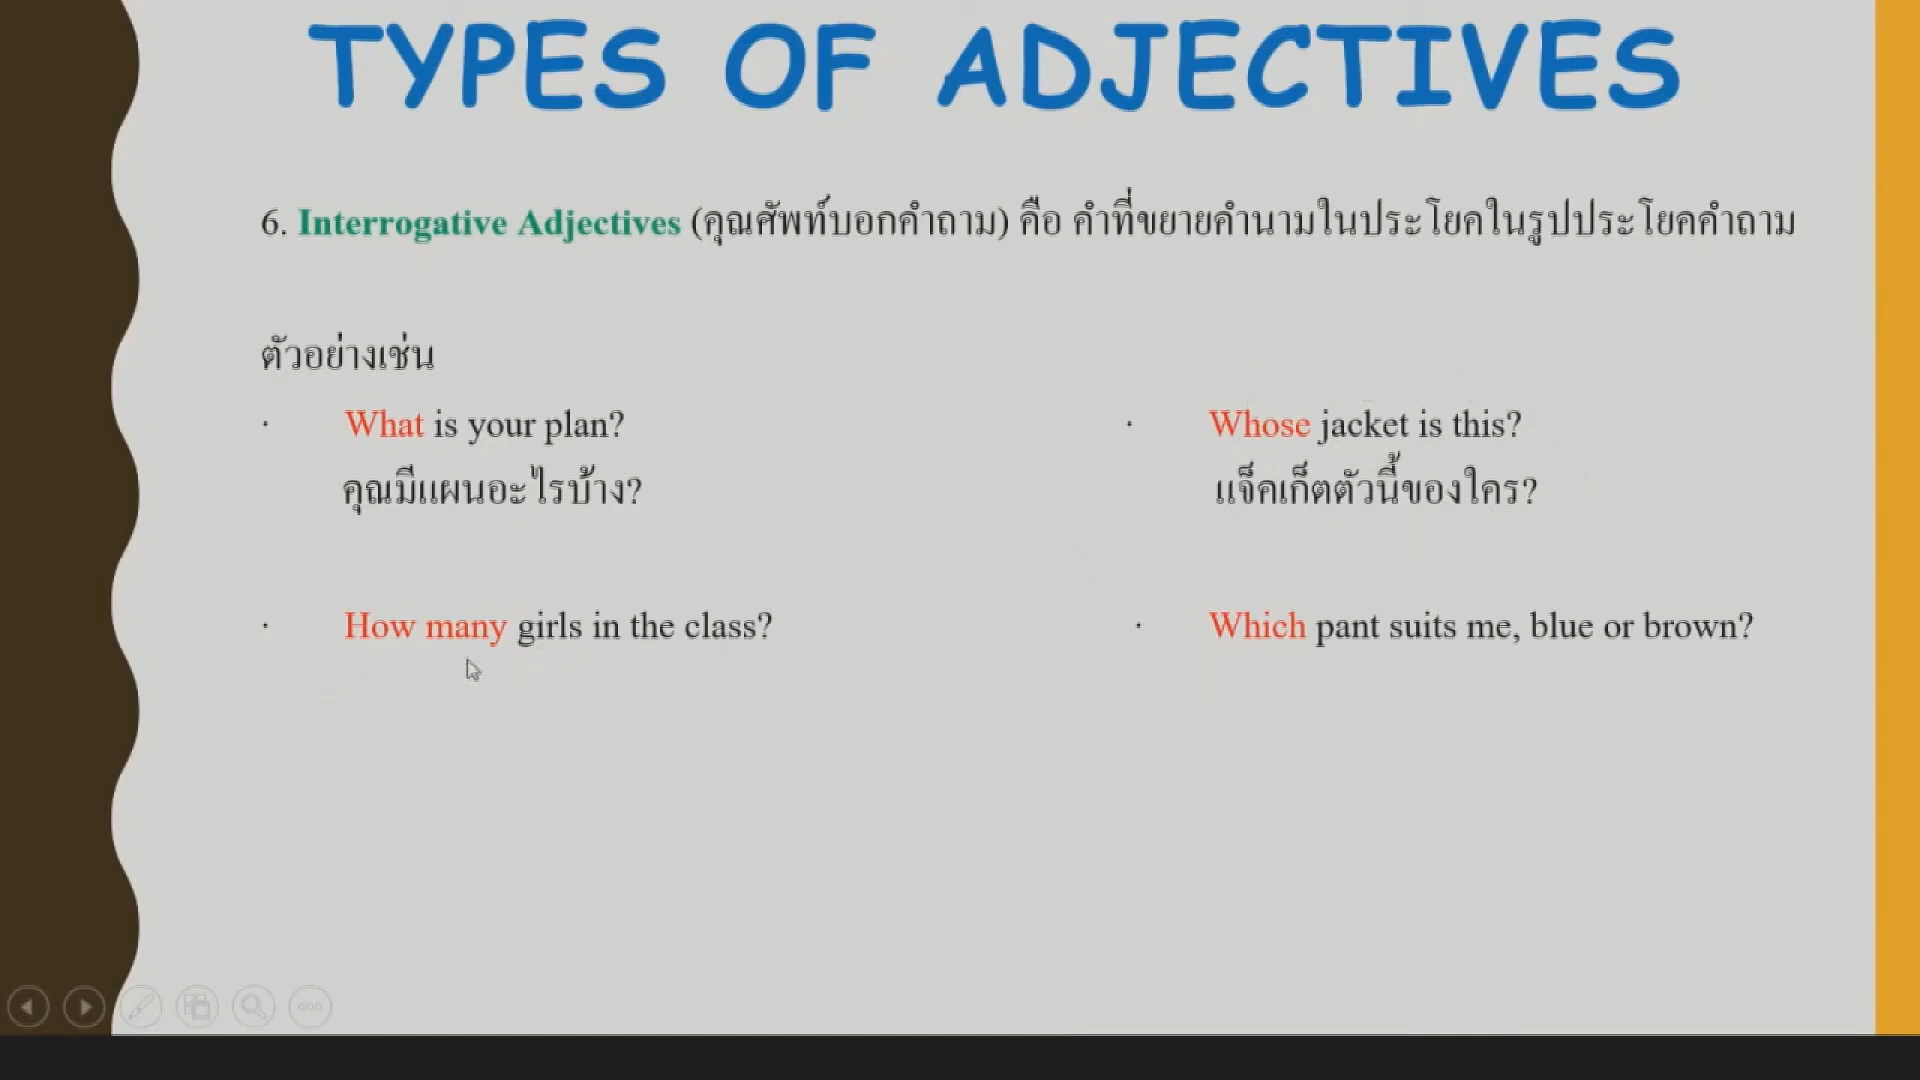 TYPES OF ADJECTIVES
6. Interrogative Adjectives (คุณศัพท์บอกคำถาม) คือ คำที่ขยายคำนามในประโยคในรูปประโยคคำถาม
ตัวอย่างเช่น
· What is your plan?
คุณมีแผนอะไรบ้าง?
· Whose jacket is this?
แจ็คเก็ตตัวนี้ของใคร?
· How many girls in the class?
· Which pant suits me, blue or brown?